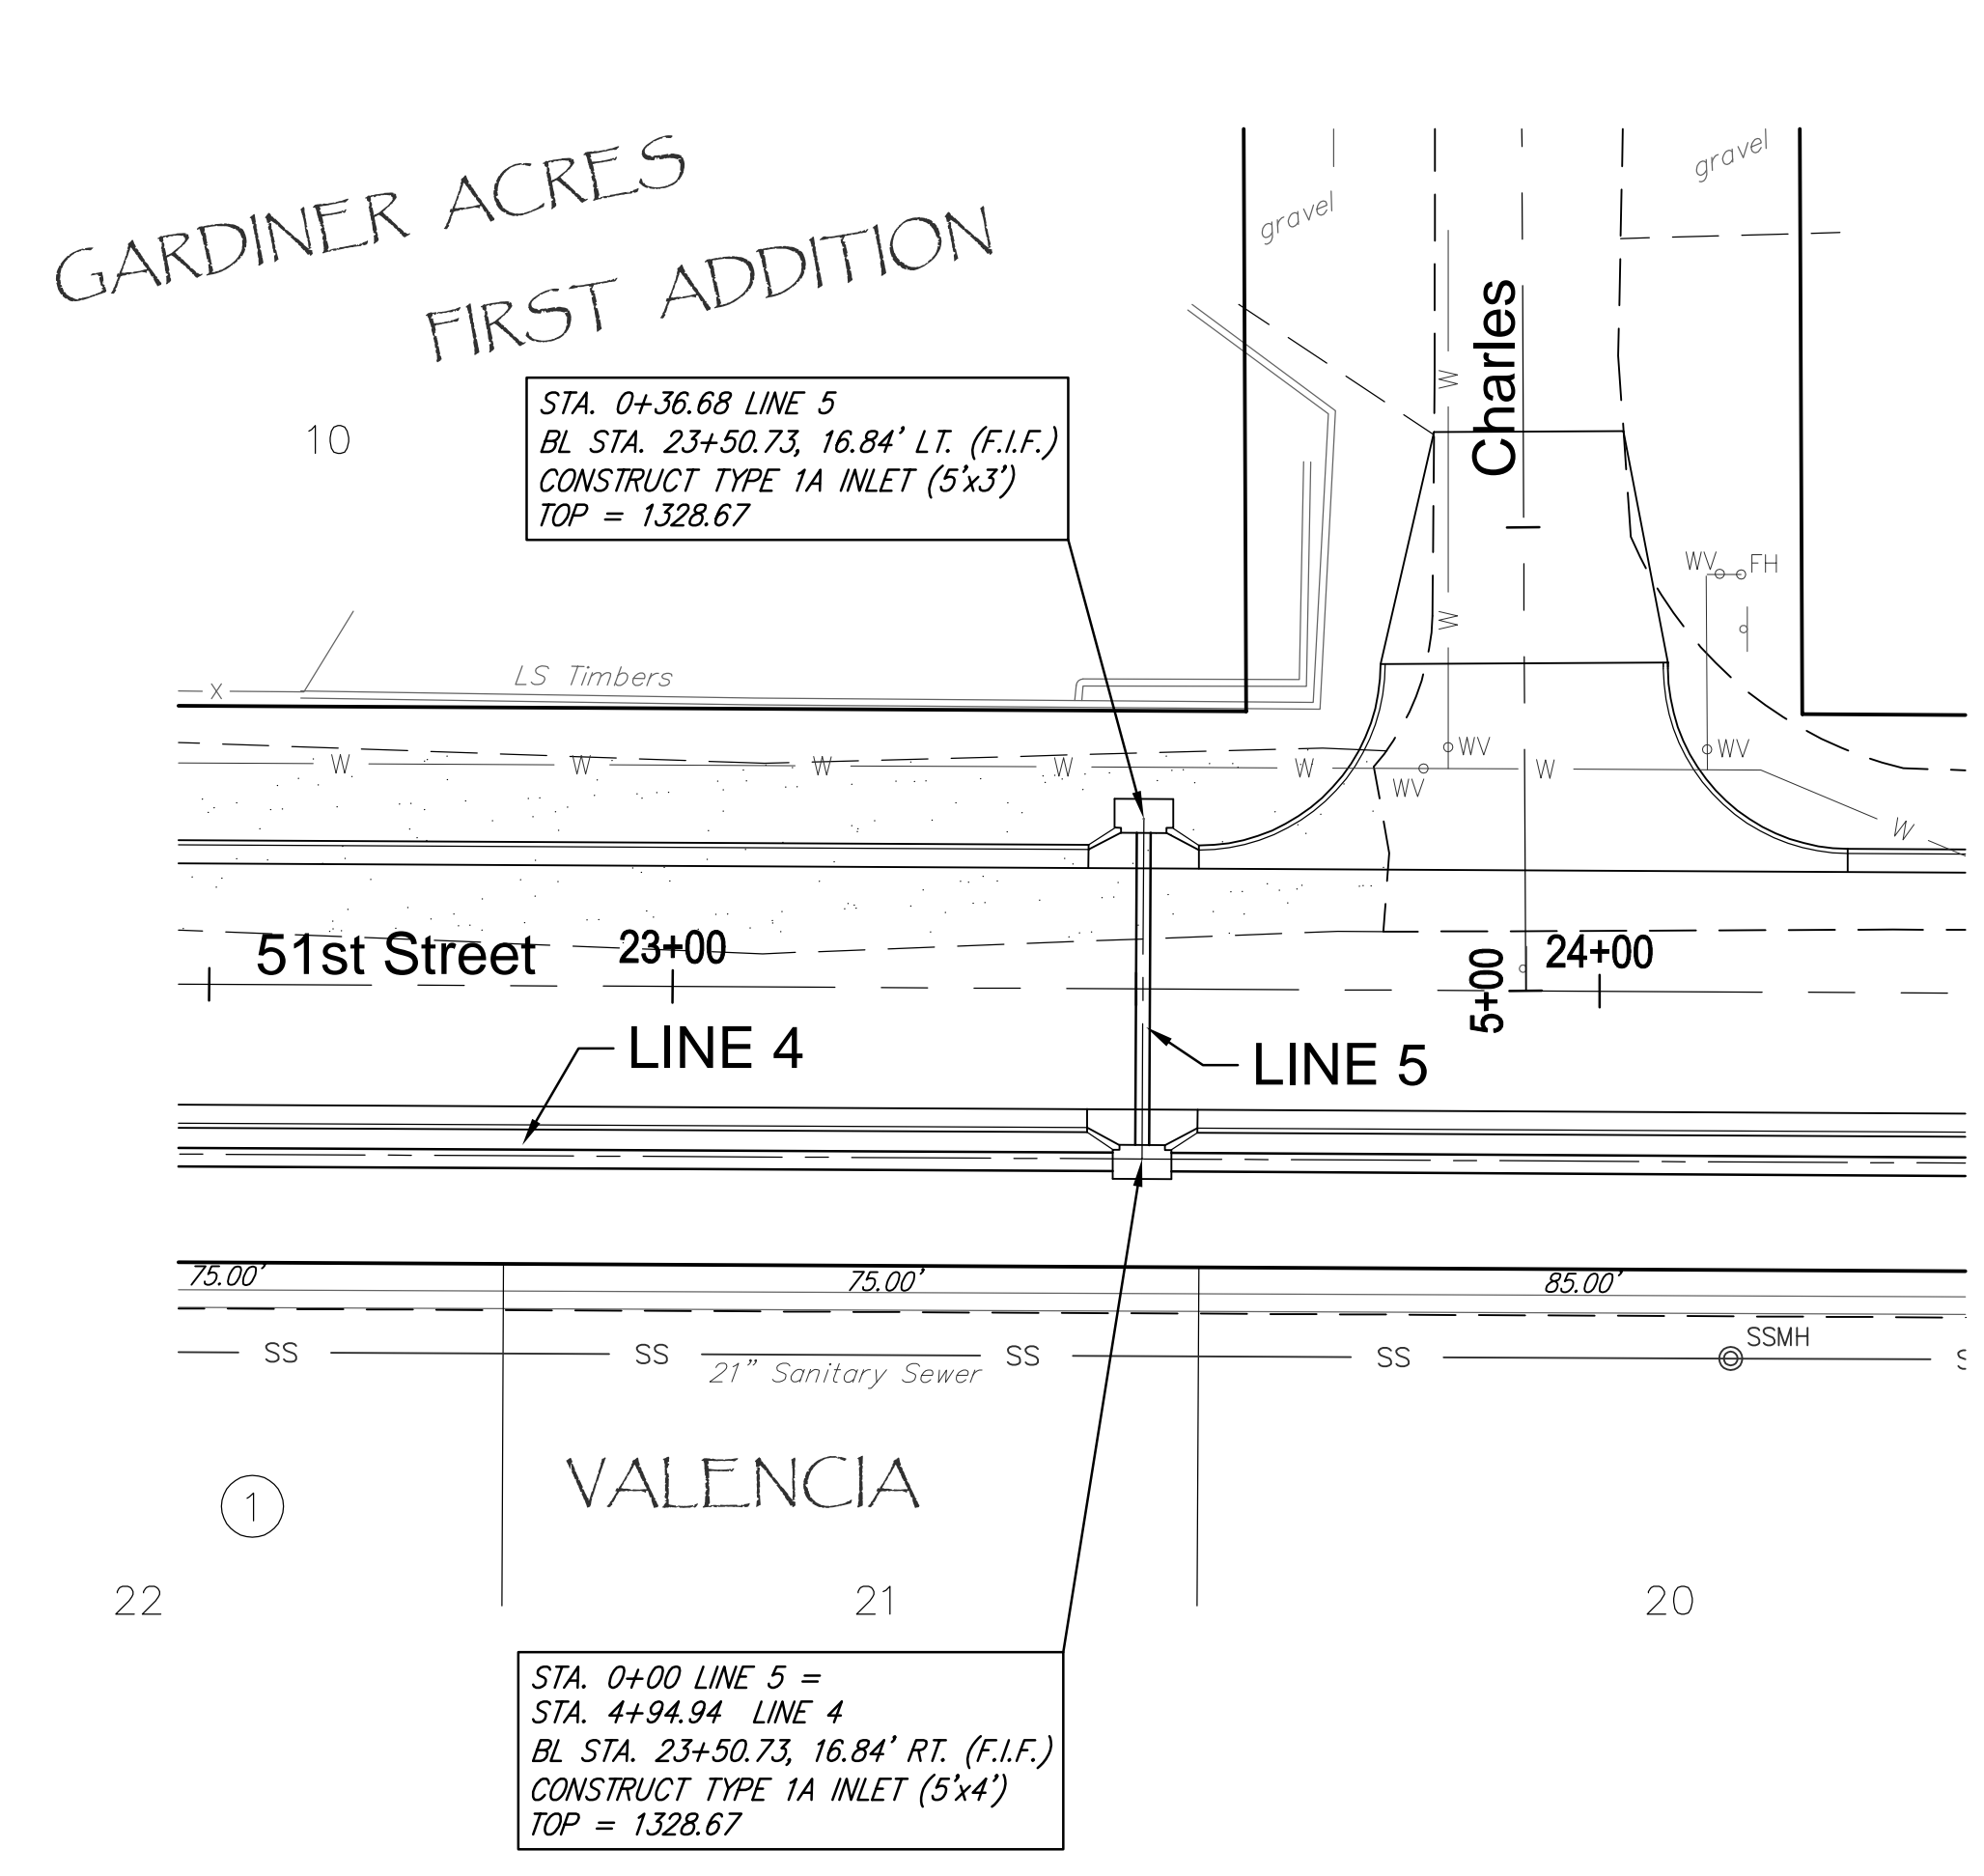 GARDINER ACRES
FIRST ADDITION
gravel
gravel
Charles
10
STA. 0+36.68 LINE 5
BL STA. 23+50.73, 16.84' LT. (F.I.F.)
CONSTRUCT TYPE 1A INLET (5'x3')
TOP = 1328.67
W
W
WV
FH
LS Timbers
X
W
W
W
W
W
W
W
WV
WV
WV
51st Street
23+00
5+00
24+00
LINE 4
LINE 5
75.00'
75.00'
85.00'
SS
SS
SS
SS
SSMH
S
21" Sanitary Sewer
VALENCIA
1
22
21
20
STA. 0+00 LINE 5 =
STA. 4+94.94 LINE 4
BL STA. 23+50.73, 16.84' RT. (F.I.F.)
CONSTRUCT TYPE 1A INLET (5'x4')
TOP = 1328.67